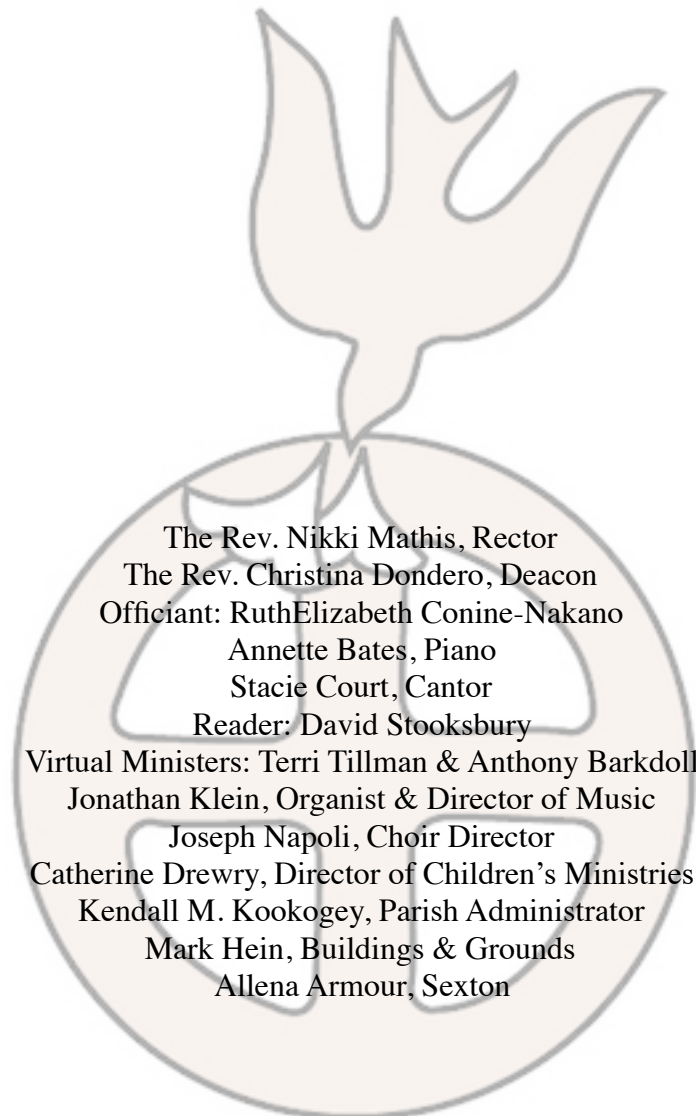 The Rev. Nikki Mathis, Rector
The Rev. Christina Dondero, Deacon
Officiant: RuthElizabeth Conine-Nakano
Annette Bates, Piano
Stacie Court, Cantor
Reader: David Stooksbury
Virtual Ministers: Terri Tillman & Anthony Barkdoll
Jonathan Klein, Organist & Director of Music
Joseph Napoli, Choir Director
Catherine Drewry, Director of Children’s Ministries
Kendall M. Kookogey, Parish Administrator
Mark Hein, Buildings & Grounds
Allena Armour, Sexton